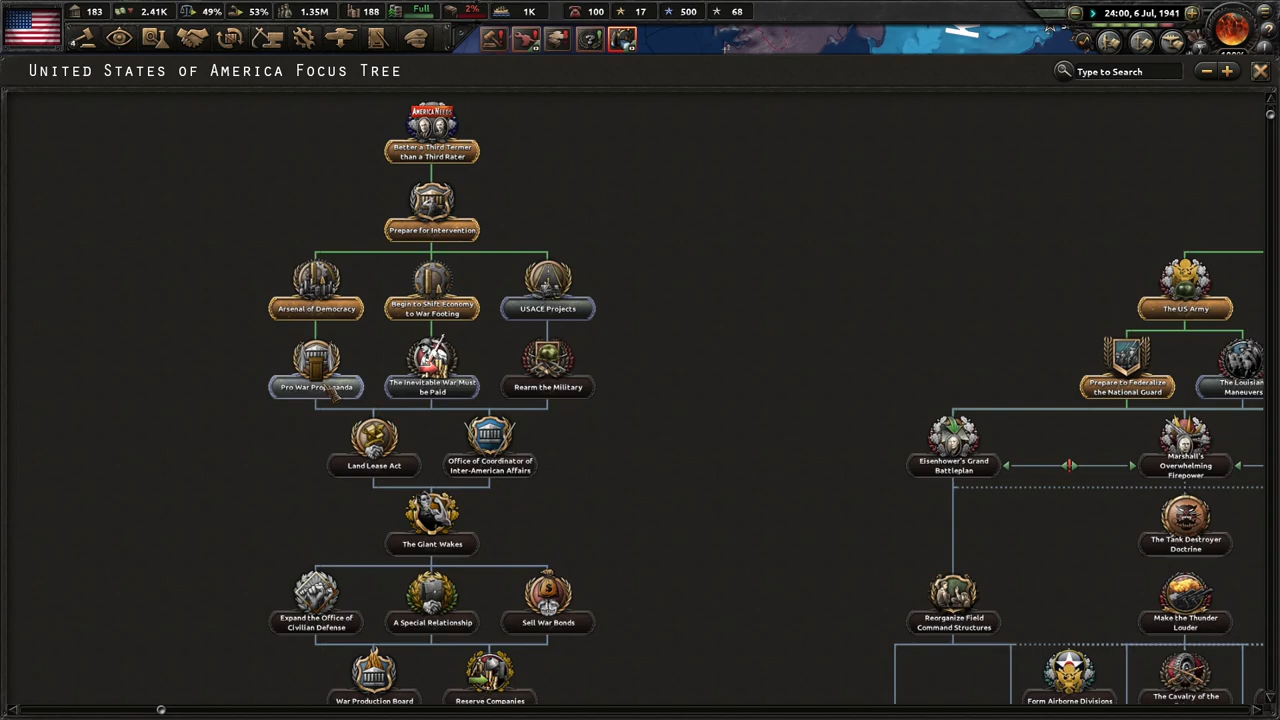 183
2.41K
49%
53%
1.35M
188
Full
2%
1K
100
17
500
68
24:00, 6 Jul, 1941
United States of America Focus Tree
Type to Search
America Needs
Better a Third Termer
than a Third Rater
Prepare for Intervention
Arsenal of Democracy
Begin to Shift Economy
to War Footing
USACE Projects
The US Army
Pro War Propaganda
The Inevitable War Must
be Paid
Rearm the Military
Prepare to Federalize
the National Guard
The Louisian
Maneuvers
Land Lease Act
Office of Coordinator of
Inter-American Affairs
Eisenhower's Grand
Battleplan
Marshall's
Overwhelming
Firepower
The Giant Wakes
The Tank Destroyer
Doctrine
Expand the Office of
Civilian Defense
A Special Relationship
Sell War Bonds
Reorganize Field
Command Structures
Make the Thunder
Louder
War Production Board
Reserve Companies
Form Airborne Divisions
The Cavalry of the